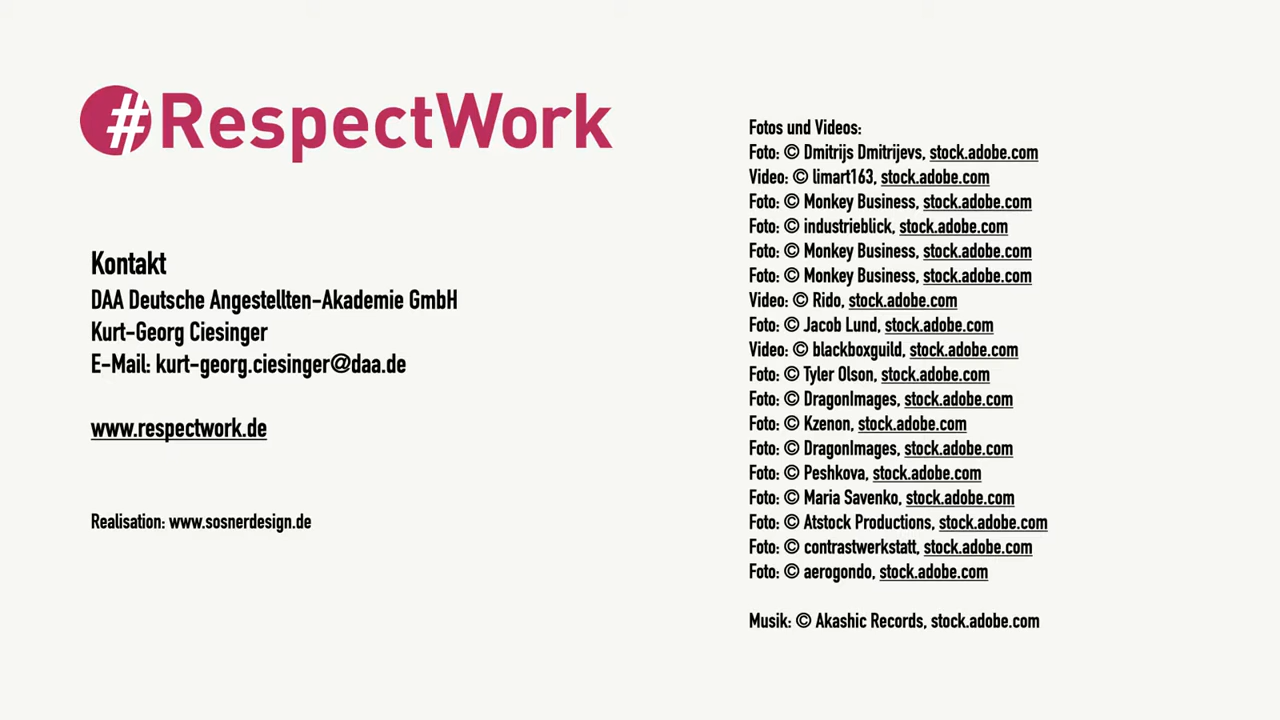 #RespectWork
Kontakt
DAA Deutsche Angestellten-Akademie GmbH
Kurt-Georg Ciesinger
E-Mail: kurt-georg.ciesinger@daa.de
www.respectwork.de
Realisation: www.sosnerdesign.de
Fotos und Videos:
Foto: © Dmitrijs Dmitrijevs, stock.adobe.com
Video: © limart163, stock.adobe.com
Foto: © Monkey Business, stock.adobe.com
Foto: © industrieblick, stock.adobe.com
Foto: © Monkey Business, stock.adobe.com
Foto: © Monkey Business, stock.adobe.com
Video: © Rido, stock.adobe.com
Foto: © Jacob Lund, stock.adobe.com
Video: © blackboxguild, stock.adobe.com
Foto: © Tyler Olson, stock.adobe.com
Foto: © DragonImages, stock.adobe.com
Foto: © Kzenon, stock.adobe.com
Foto: © DragonImages, stock.adobe.com
Foto: © Peshkova, stock.adobe.com
Foto: © Maria Savenko, stock.adobe.com
Foto: © Atstock Productions, stock.adobe.com
Foto: © contrastwerkstatt, stock.adobe.com
Foto: © aerogondo, stock.adobe.com
Musik: © Akashic Records, stock.adobe.com